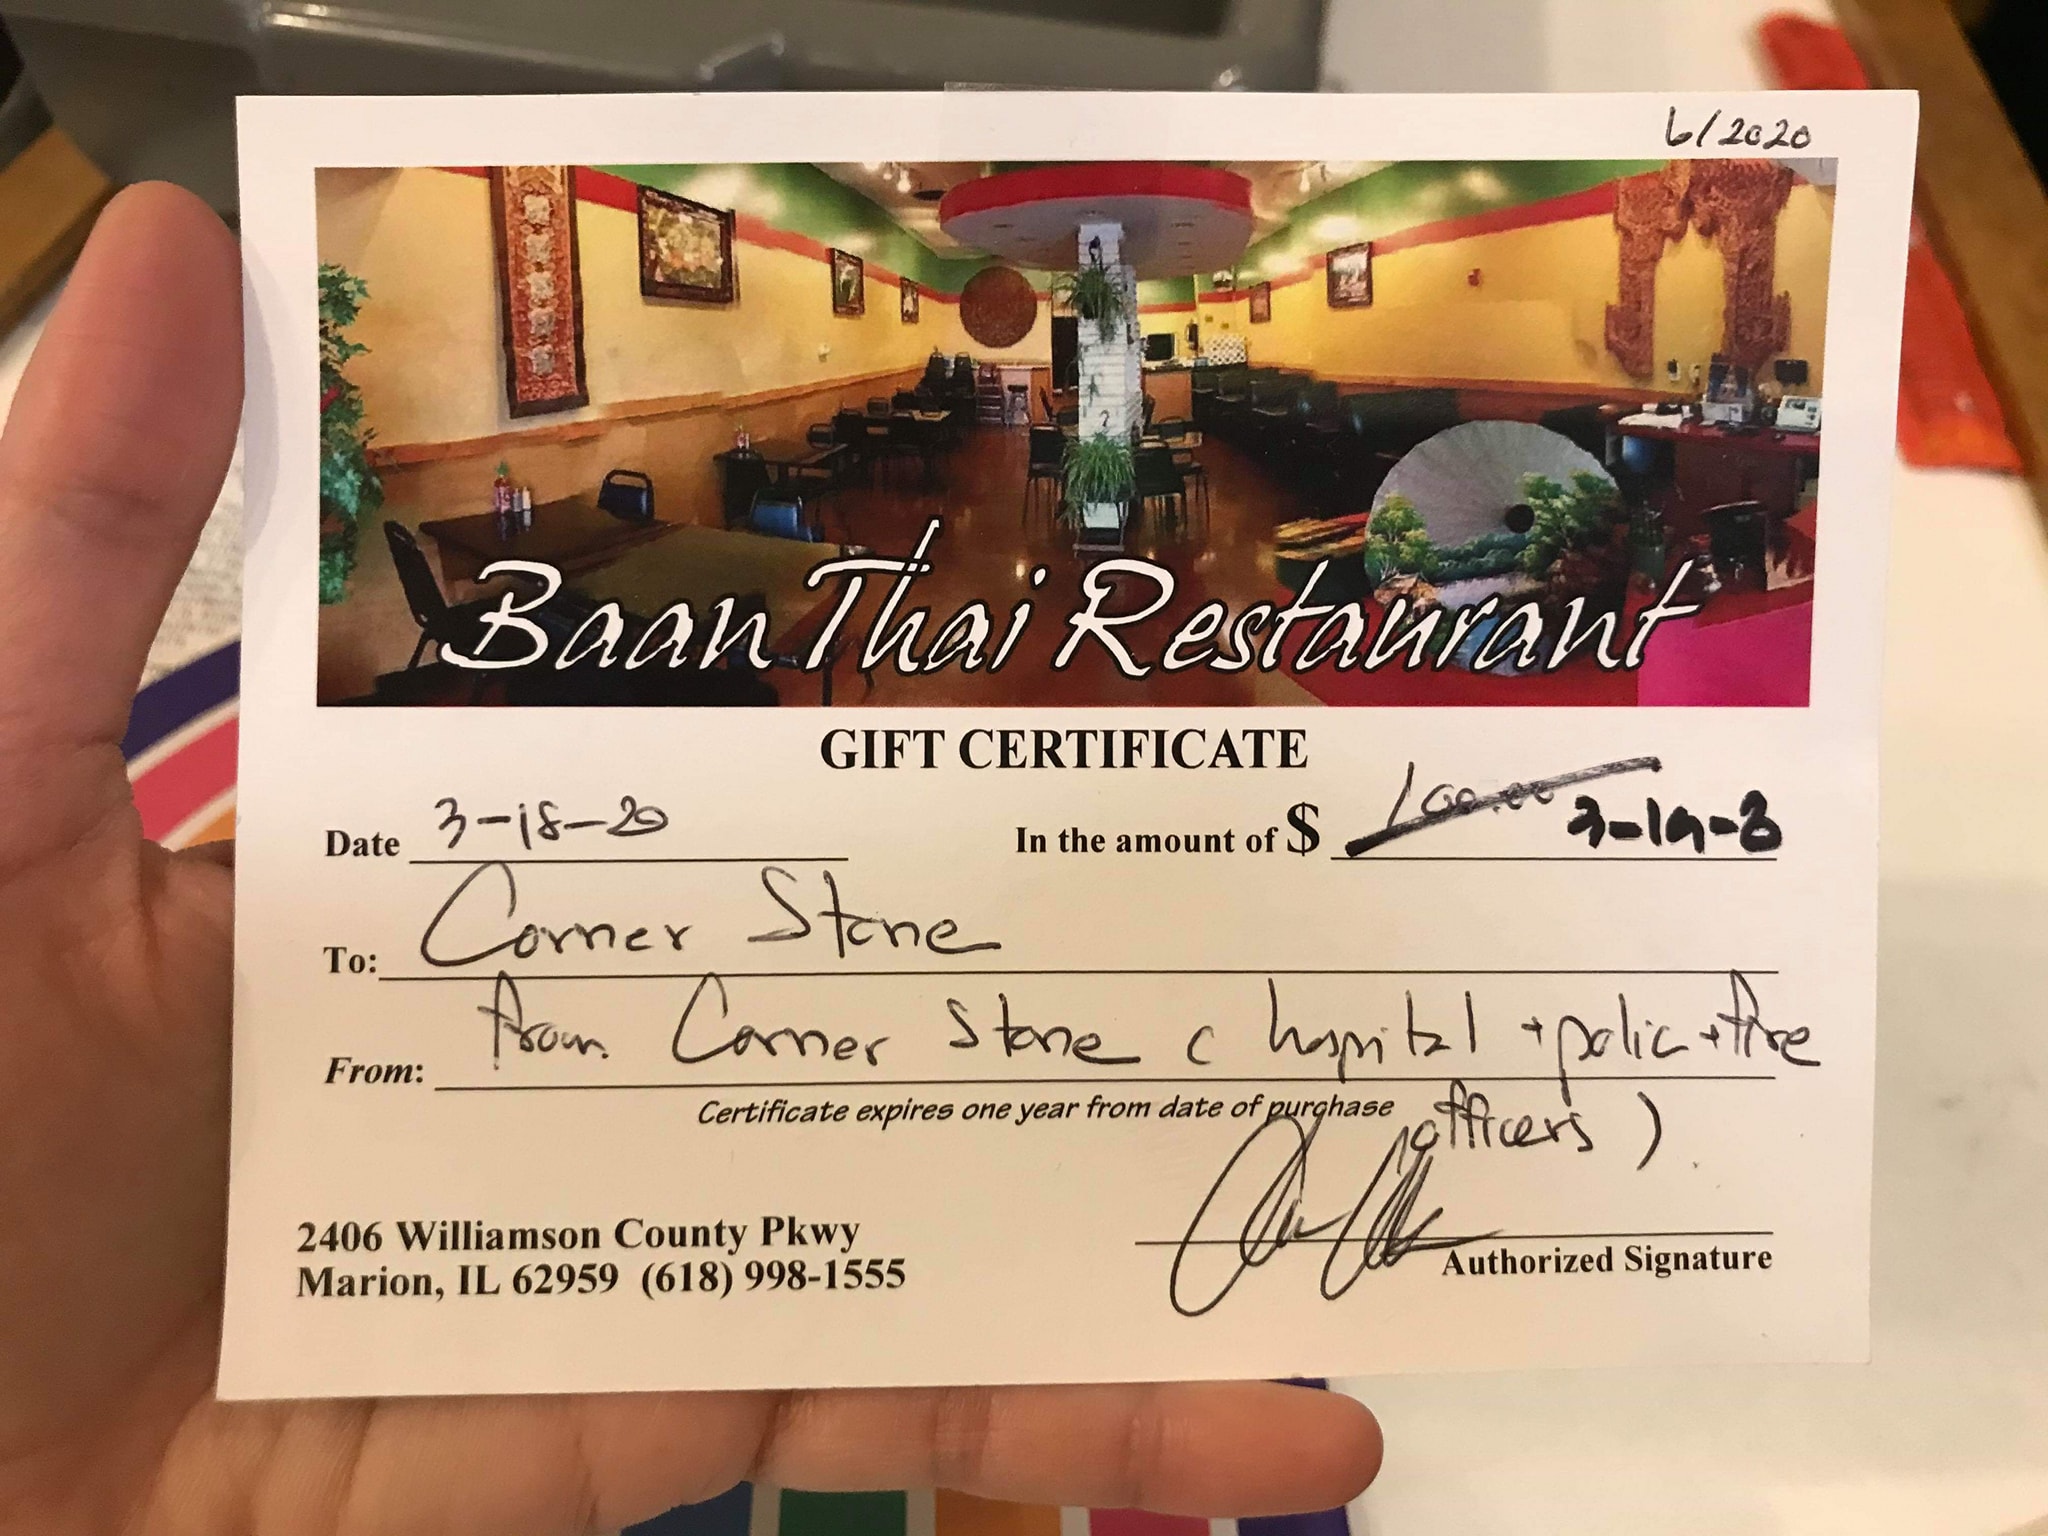 6/2020
Baan Thai Restaurant
GIFT CERTIFICATE
Date 3-18-20 In the amount of $ 100.00 3-19-
To: Corner Stone
From: from Corner Stone ( hospital + polic + fire
officers )
Certificate expires one year from date of purchase
2406 Williamson County Pkwy
Marion, IL 62959 (618) 998-1555
Authorized Signature